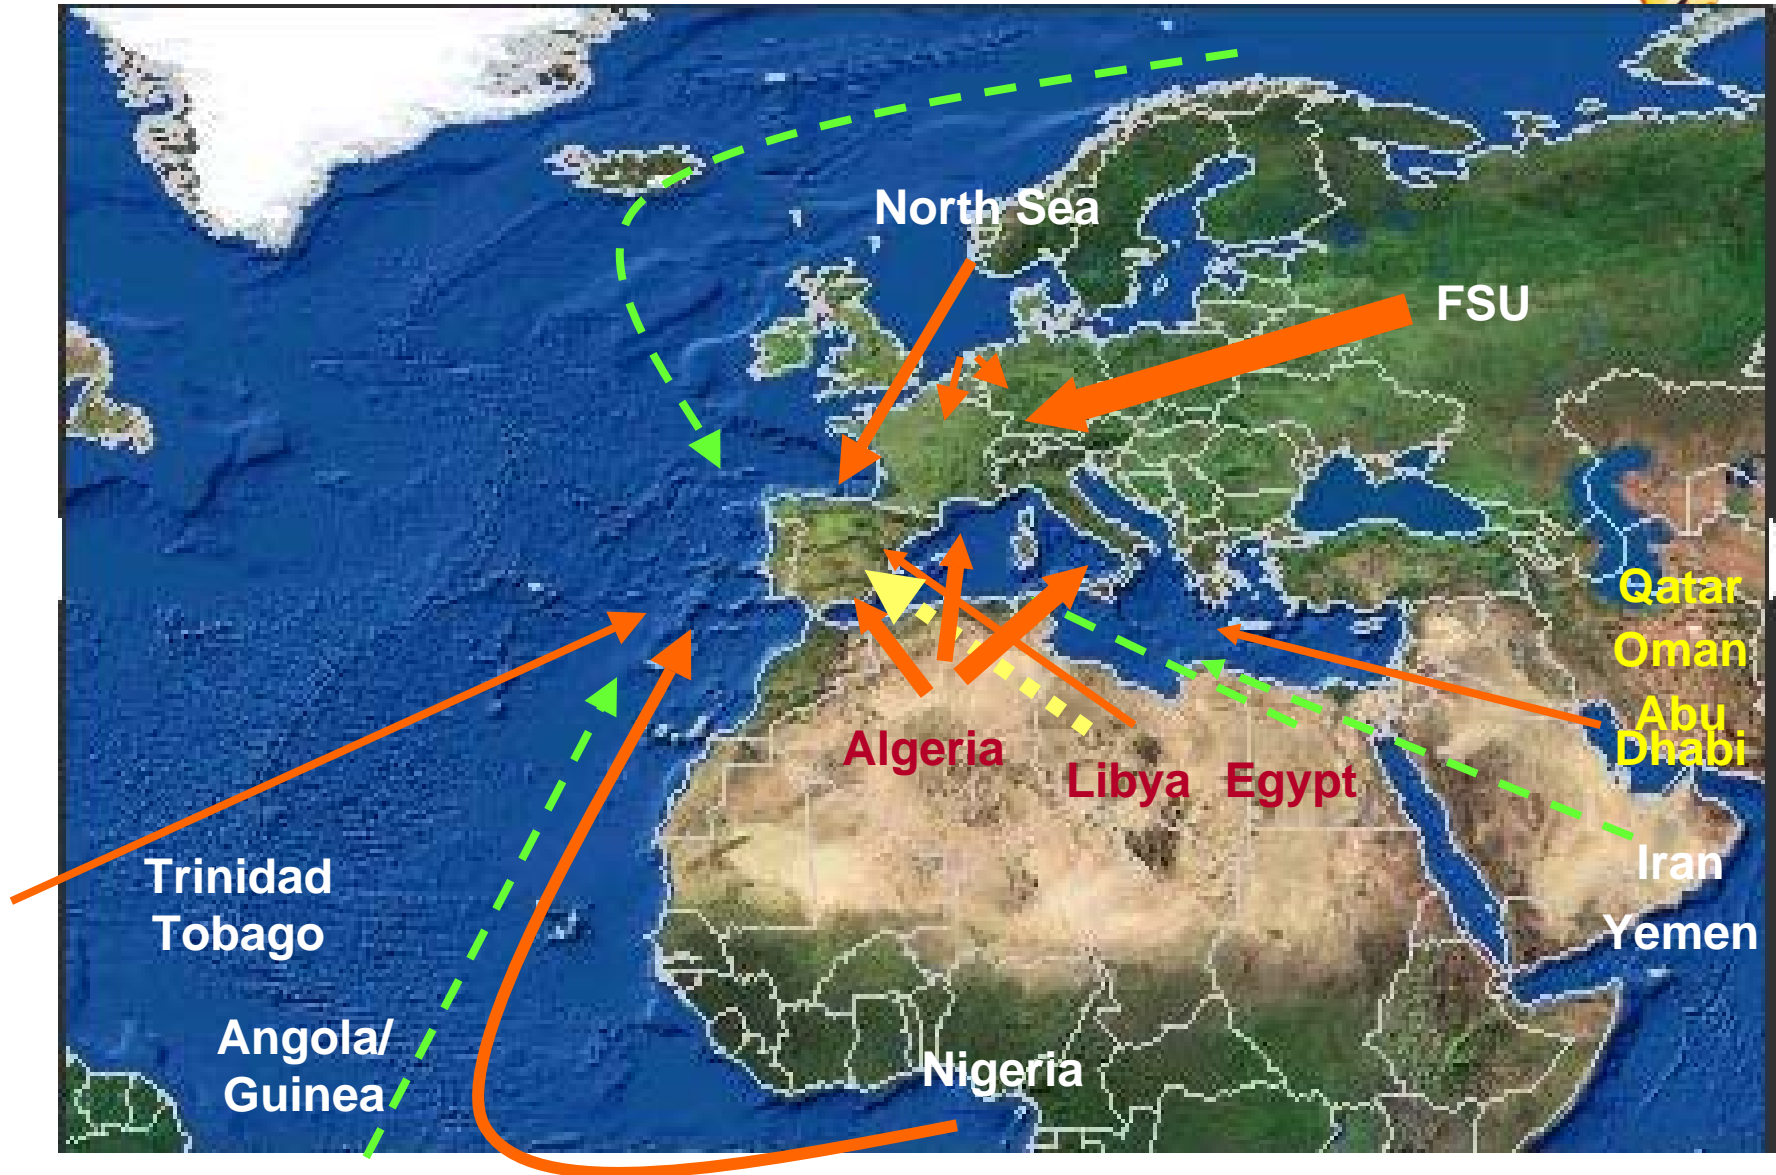 North Sea
FSU
Qatar
Oman
Abu
Dhabi
Algeria
Libya
Egypt
Iran
Yemen
Trinidad
Tobago
Angola/
Guinea
Nigeria